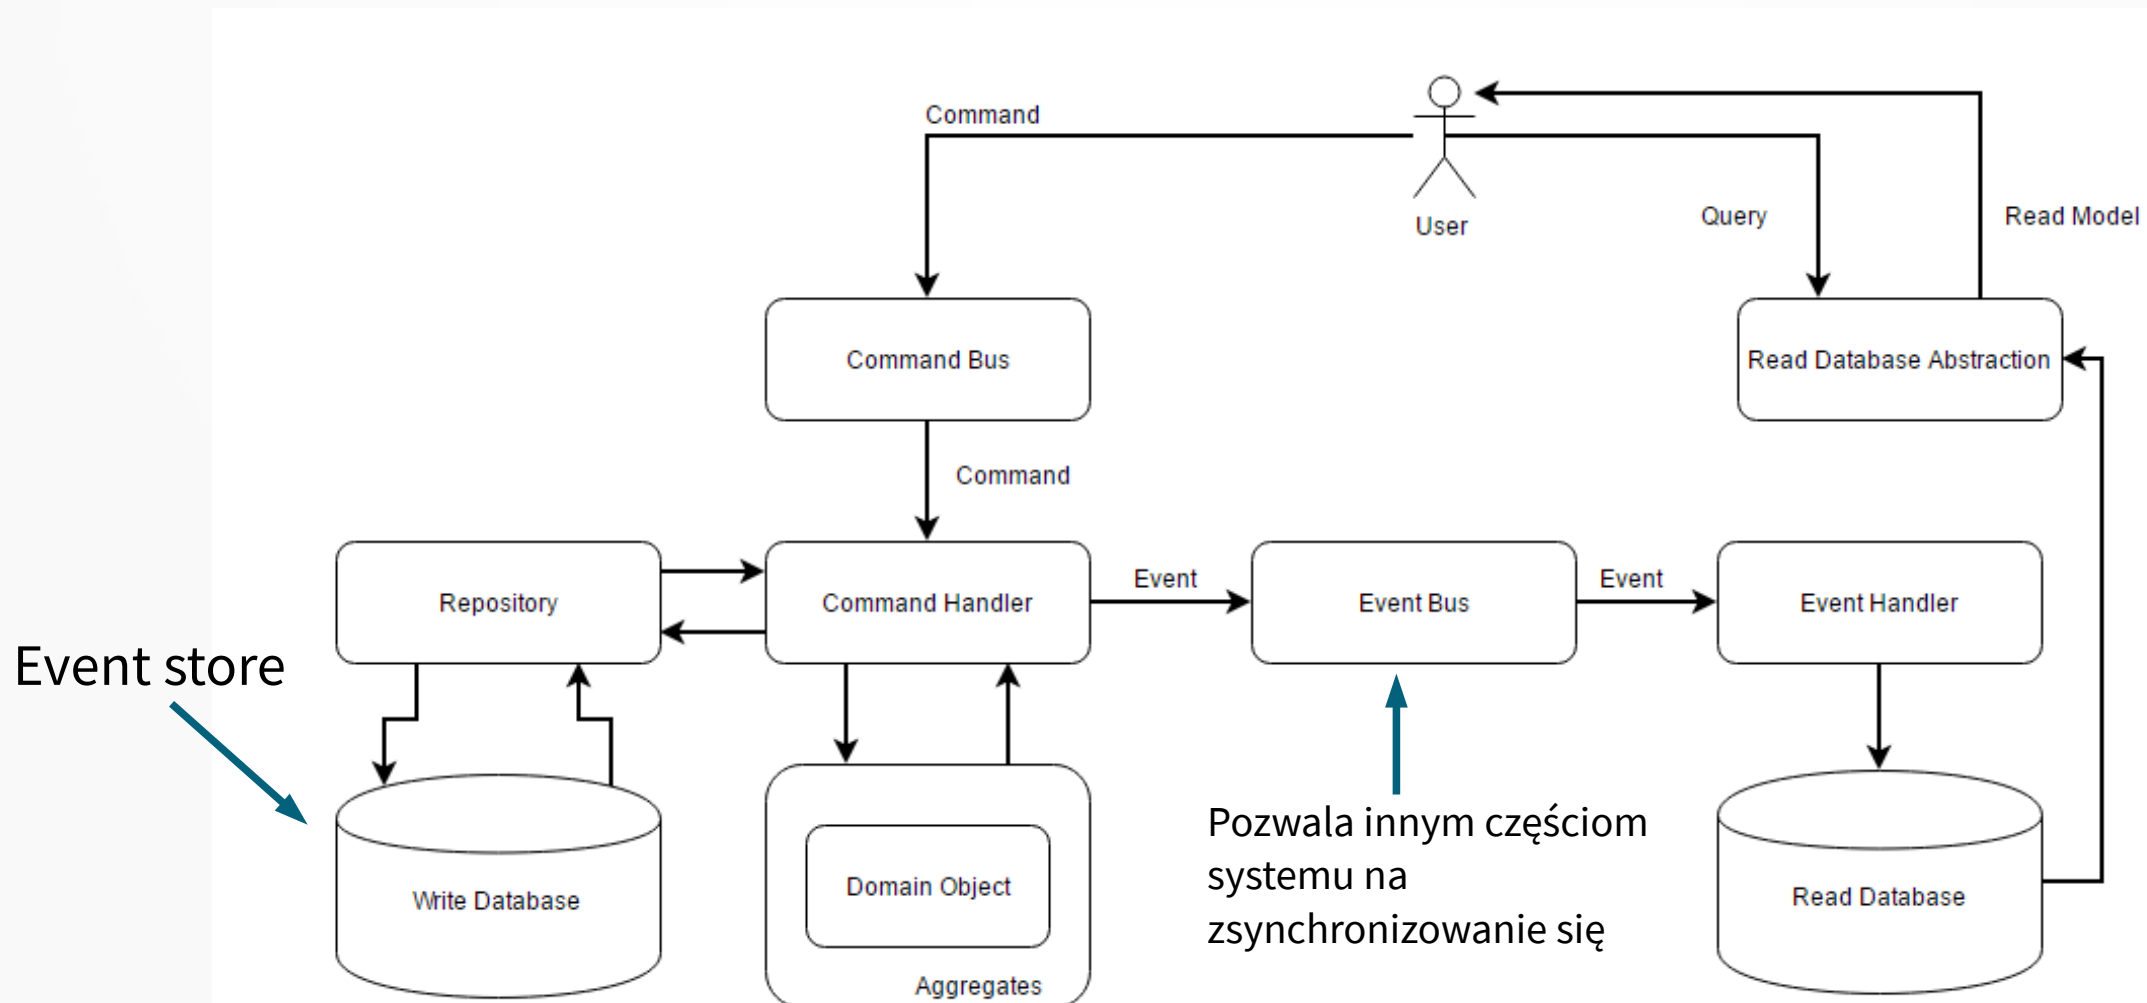 Command
User
Query
Read Model
Command Bus
Read Database Abstraction
Command
Repository
Command Handler
Event
Event Bus
Event
Event Handler
Event store
Write Database
Domain Object
Aggregates
Pozwala innym częściom
systemu na
zsynchronizowanie się
Read Database